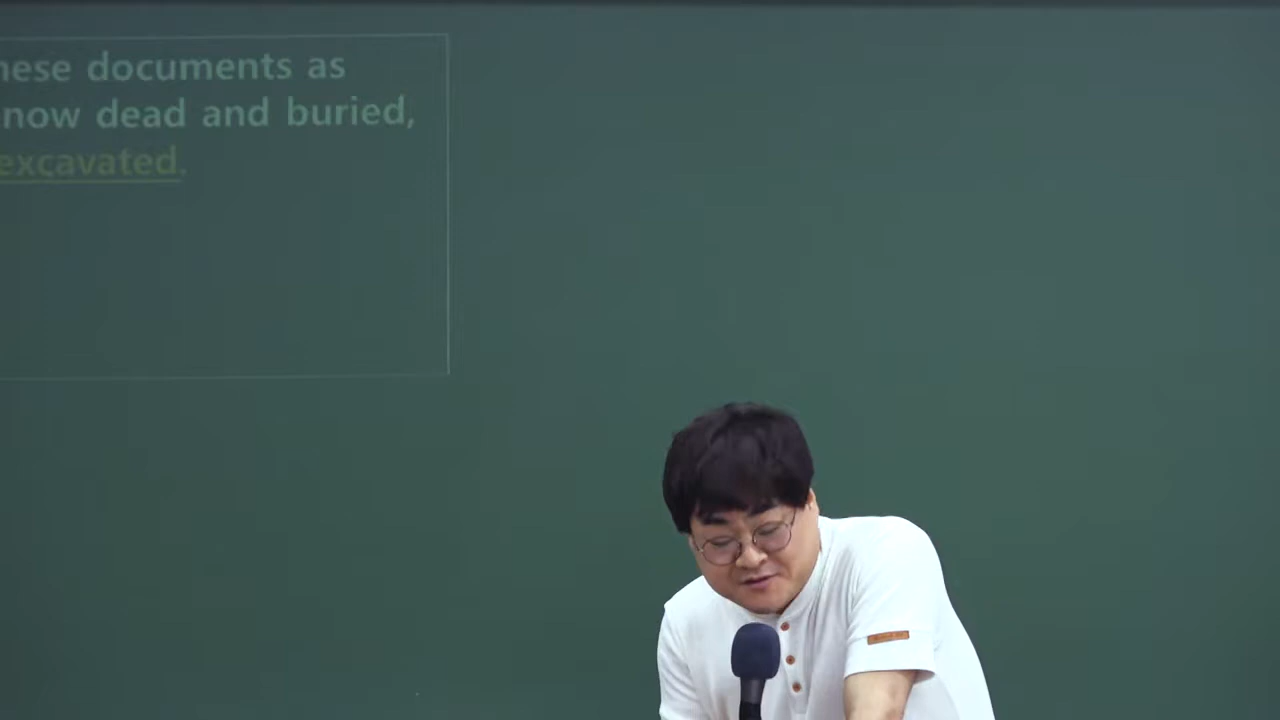 hese documents as
now dead and buried,
excavated.